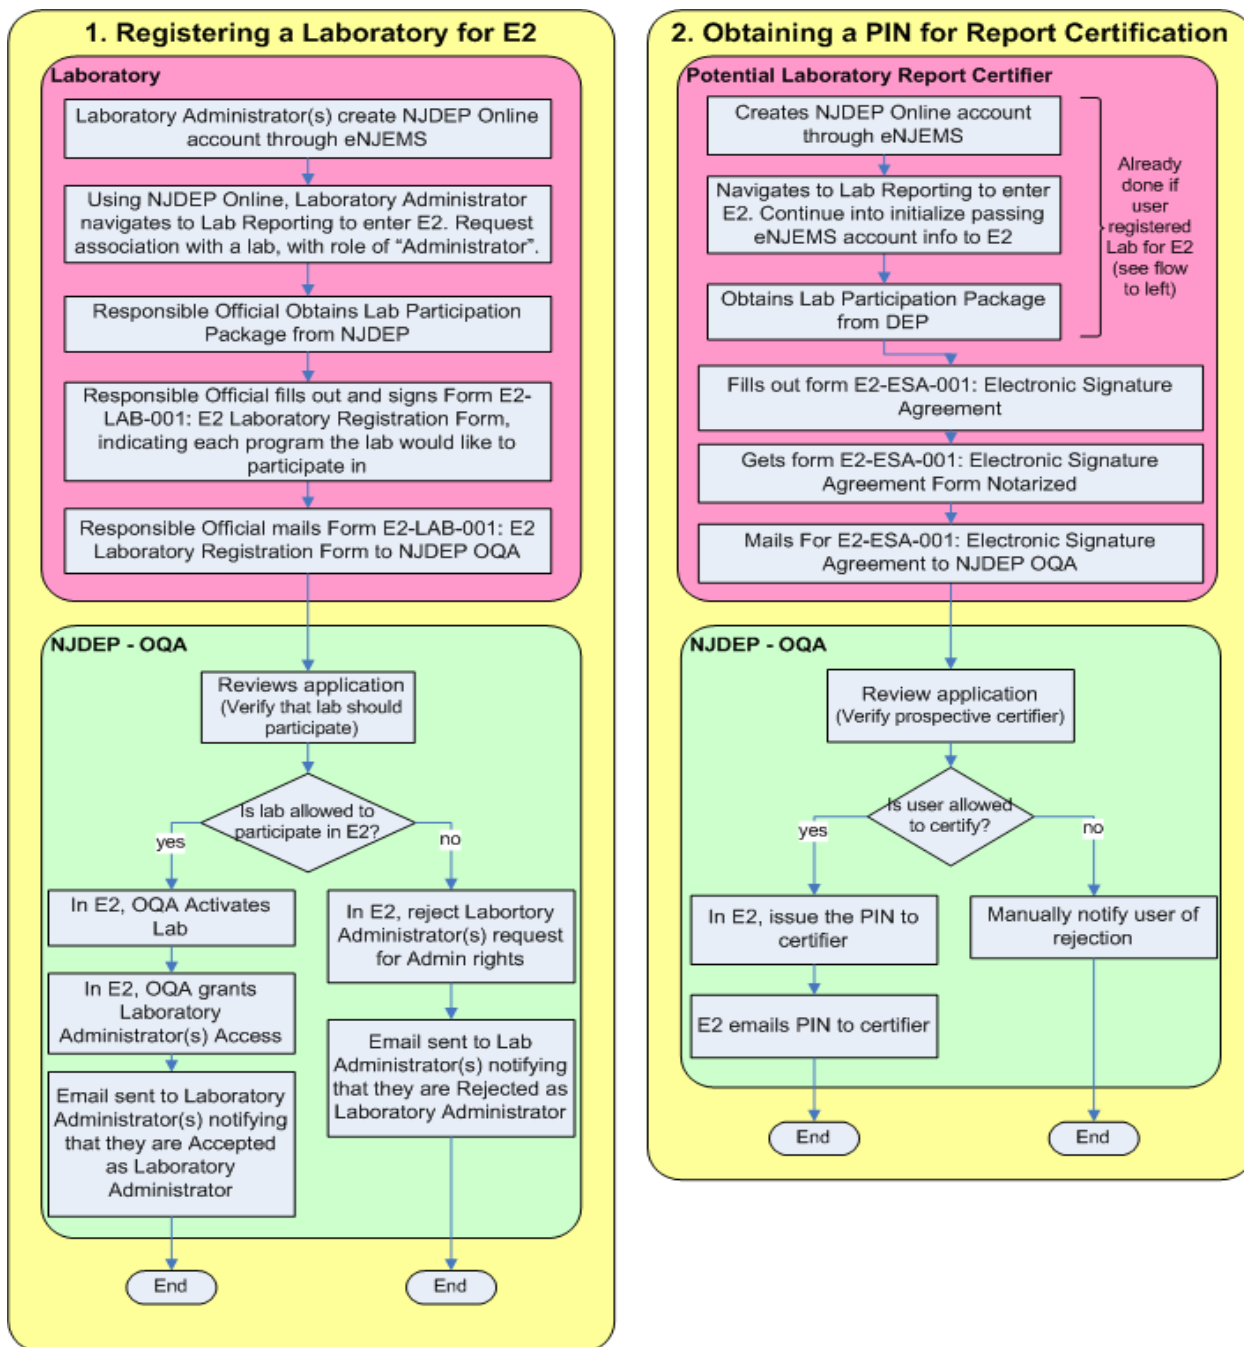 1. Registering a Laboratory for E2
Laboratory
Laboratory Administrator(s) create NJDEP Online
account through eNJEMS
Using NJDEP Online, Laboratory Administrator
navigates to Lab Reporting to enter E2. Request
association with a lab, with role of “Administrator”.
Responsible Official Obtains Lab Participation
Package from NJDEP
Responsible Official fills out and signs Form E2-
LAB-001: E2 Laboratory Registration Form,
indicating each program the lab would like to
participate in
Responsible Official mails Form E2-LAB-001: E2
Laboratory Registration Form to NJDEP OQA
NJDEP - OQA
Reviews application
(Verify that lab should
participate)
Is lab allowed to
participate in E2?
yes
no
In E2, OQA Activates
Lab
In E2, OQA grants
Laboratory
Administrator(s) Access
Email sent to Laboratory
Administrator(s) notifying
that they are Accepted
as Laboratory
Administrator
End
In E2, reject Labortory
Administrator(s) request
for Admin rights
Email sent to Lab
Administrator(s) notifying
that they are Rejected as
Laboratory Administrator
End
2. Obtaining a PIN for Report Certification
Potential Laboratory Report Certifier
Creates NJDEP Online account
through eNJEMS
Navigates to Lab Reporting to enter
E2. Continue into initialize passing
eNJEMS account info to E2
Obtains Lab Participation Package
from DEP
Already
done if
user
registered
Lab for E2
(see flow
to left)
Fills out form E2-ESA-001: Electronic Signature
Agreement
Gets form E2-ESA-001: Electronic Signature
Agreement Form Notarized
Mails For E2-ESA-001: Electronic Signature
Agreement to NJDEP OQA
NJDEP - OQA
Review application
(Verify prospective certifier)
Is user allowed
to certify?
yes
no
In E2, issue the PIN to
certifier
E2 emails PIN to certifier
End
Manually notify user of
rejection
End